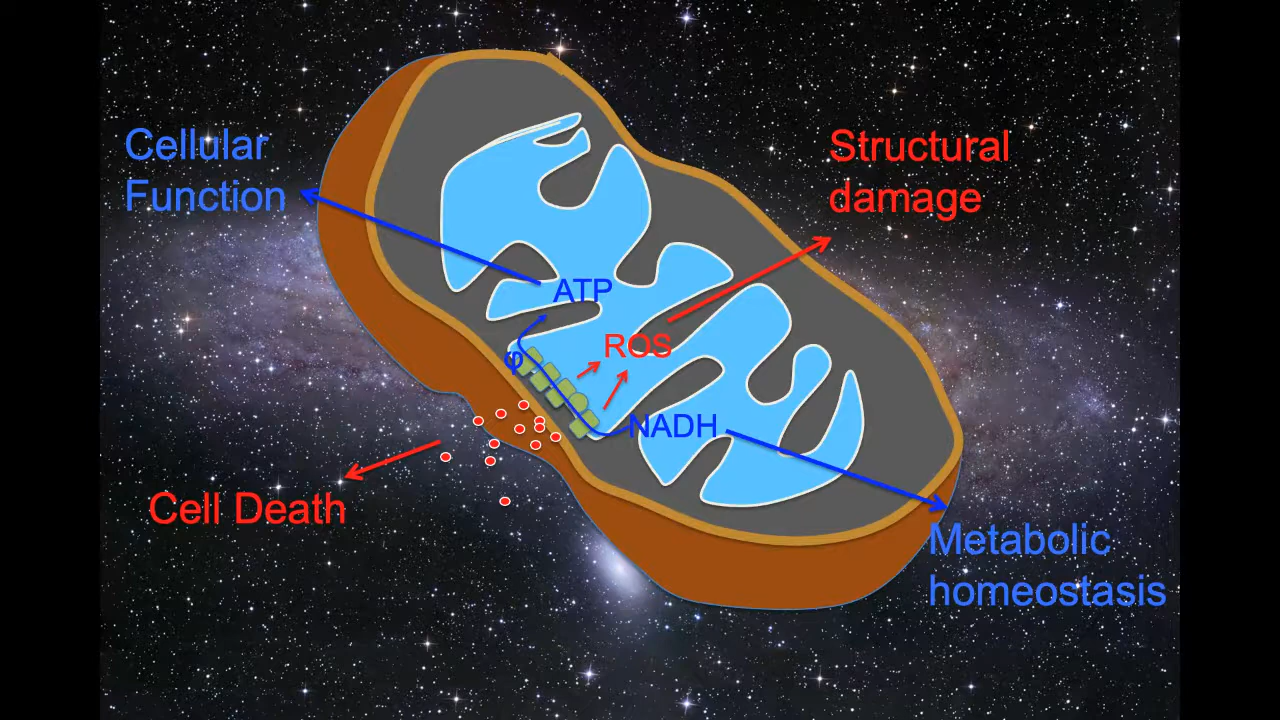 Cellular
Function
Structural
damage
ATP
ROS
φ
NADH
Cell Death
Metabolic
homeostasis